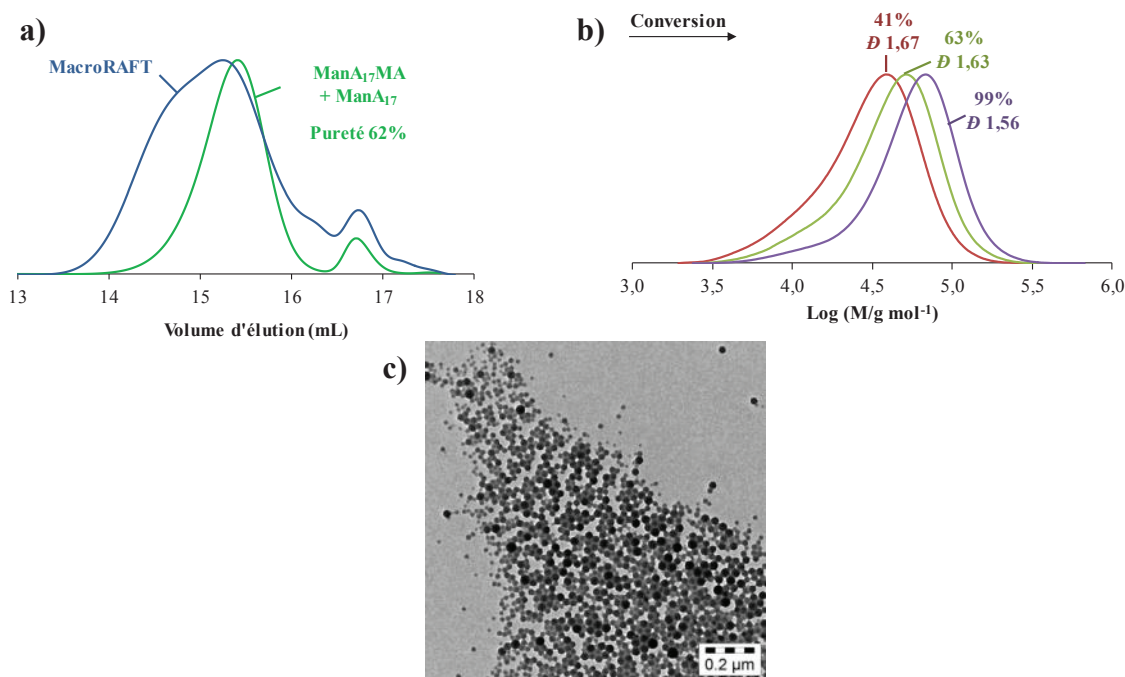 a)
MacroRAFT
ManA₁₇MA
+ ManA₁₇
Pureté 62%
13 14 15 16 17 18
Volume d'élution (mL)
b)
Conversion
41%
Đ 1,67
63%
Đ 1,63
99%
Đ 1,56
3,0 3,5 4,0 4,5 5,0 5,5 6,0
Log (M/g mol⁻¹)
c)
0.2 µm